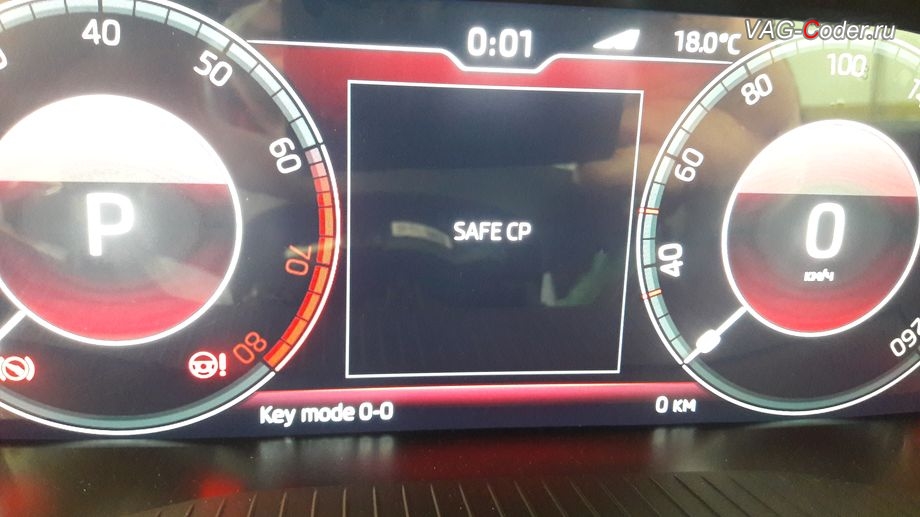 VAG-Coder.ru
0:01
18.0°C
40
50
60
70
80
P
SAFE CP
100
80
60
40
0
км/ч
Key mode 0-0
0 км